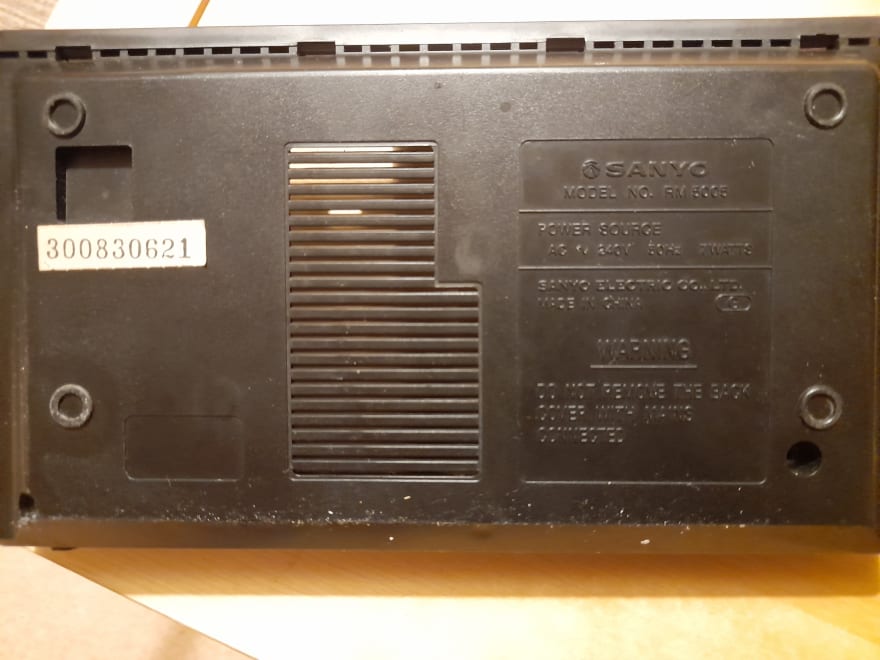 SANYO
MODEL NO. RM 5005
300830621
POWER SOURCE
AC ∿ 240V 50Hz 7WATTS
SANYO ELECTRIC CO., LTD.
MADE IN CHINA
WARNING
DO NOT REMOVE THE BACK
COVER WITH MAINS
CONNECTED